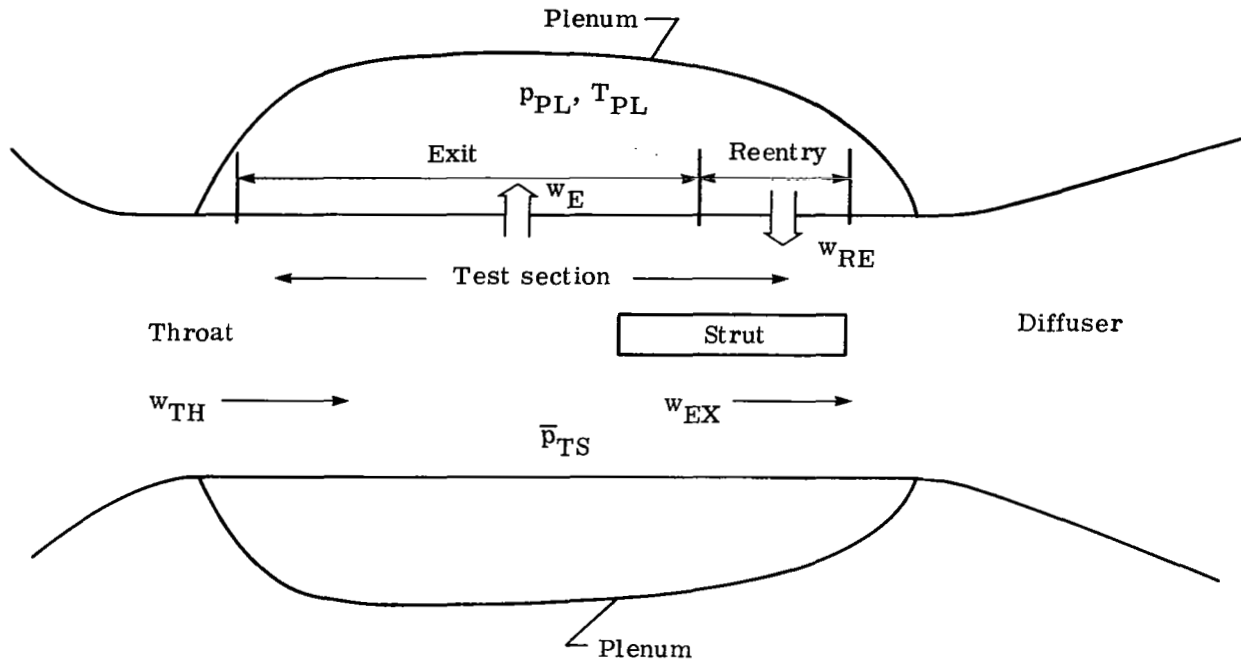 Plenum
p_PL, T_PL
Exit
Reentry
w_E
w_RE
Test section
Throat
Strut
Diffuser
w_TH
w_EX
p̅_TS
Plenum